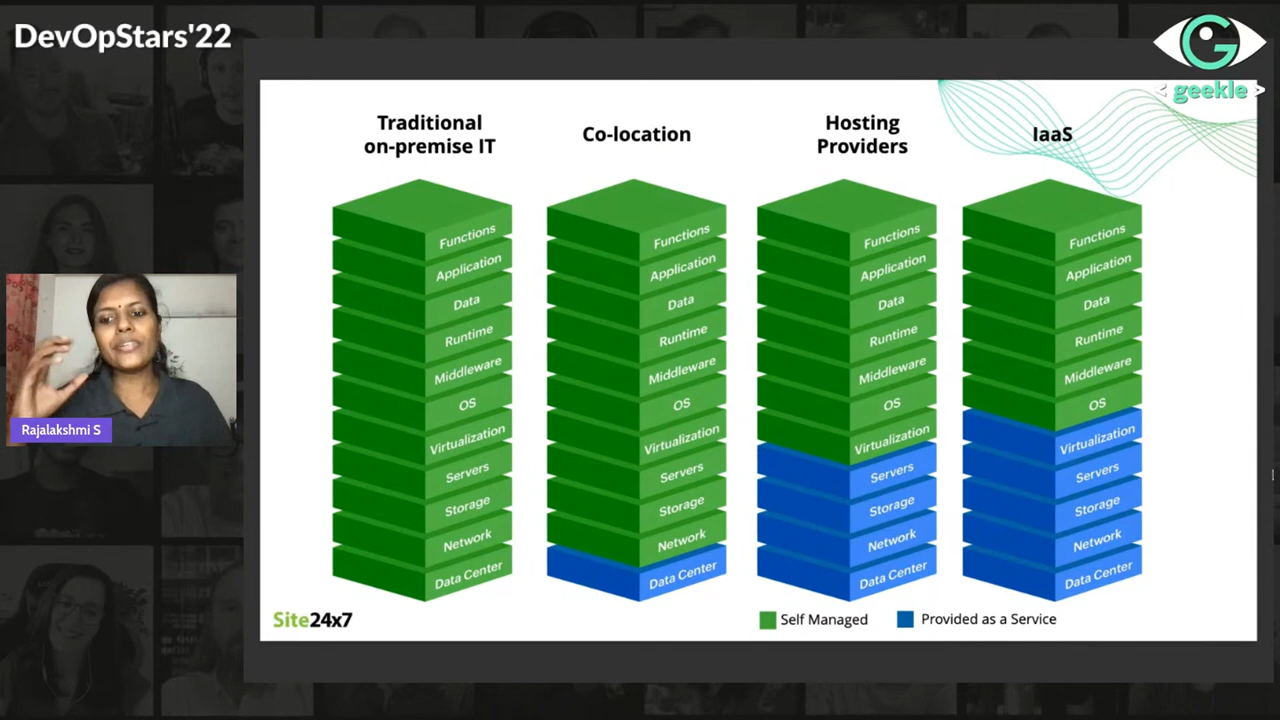 DevOpStars'22
geekle
Traditional
on-premise IT
Functions
Application
Data
Runtime
Middleware
OS
Virtualization
Servers
Storage
Network
Data Center
Co-location
Functions
Application
Data
Runtime
Middleware
OS
Virtualization
Servers
Storage
Network
Data Center
Hosting
Providers
Functions
Application
Data
Runtime
Middleware
OS
Virtualization
Servers
Storage
Network
Data Center
IaaS
Functions
Application
Data
Runtime
Middleware
OS
Virtualization
Servers
Storage
Network
Data Center
Rajalakshmi S
Site24x7
Self Managed
Provided as a Service